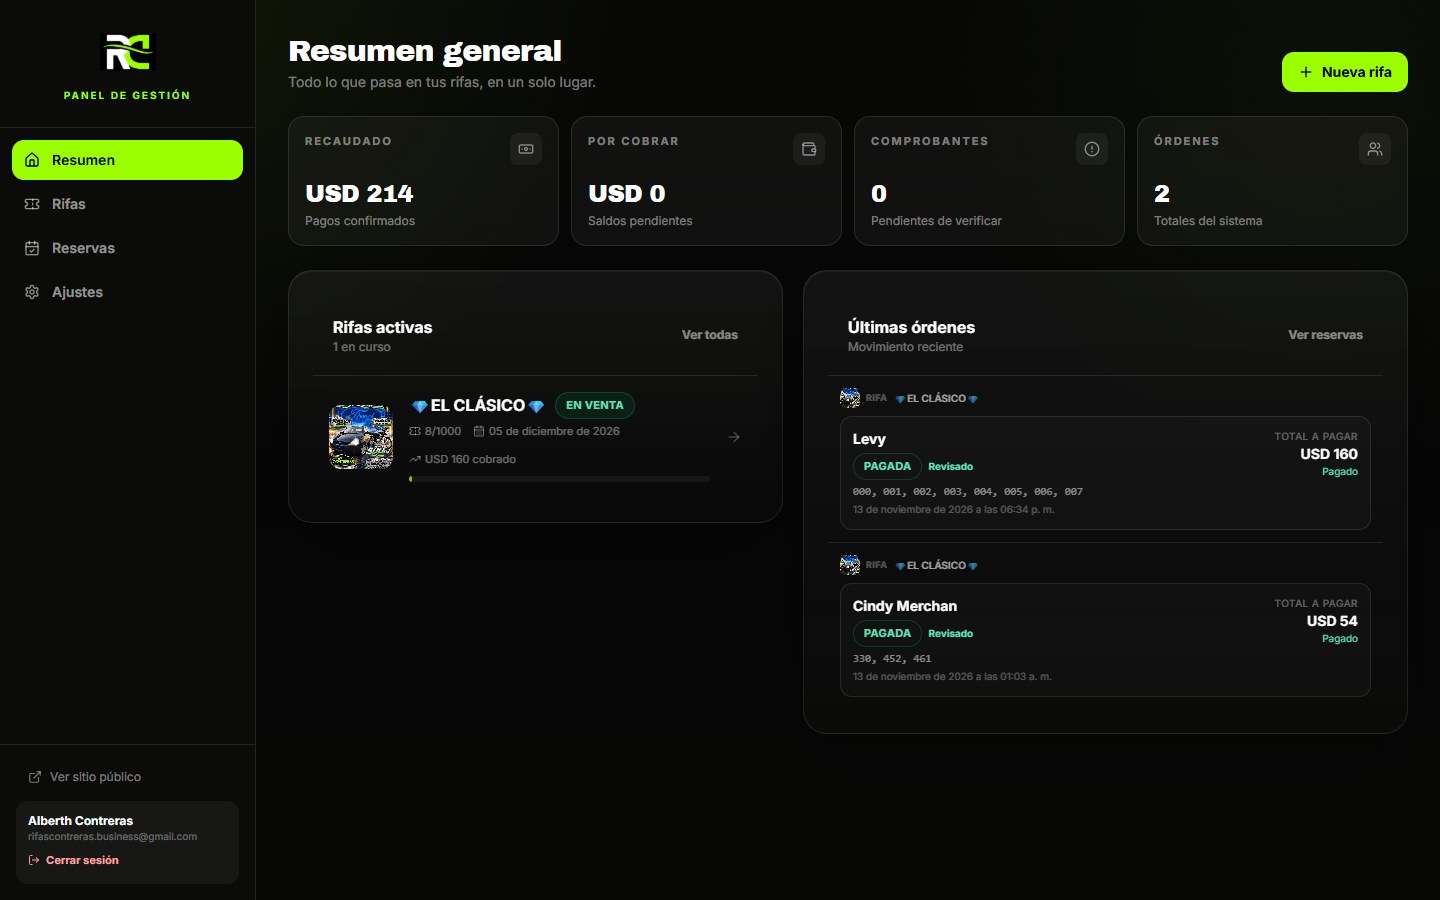 RC
PANEL DE GESTIÓN
Resumen
Rifas
Reservas
Ajustes
Ver sitio público
Alberth Contreras
rifascontreras.business@gmail.com
Cerrar sesión
Resumen general
Todo lo que pasa en tus rifas, en un solo lugar.
Nueva rifa
RECAUDADO
USD 214
Pagos confirmados
POR COBRAR
USD 0
Saldos pendientes
COMPROBANTES
0
Pendientes de verificar
ÓRDENES
2
Totales del sistema
Rifas activas
1 en curso
Ver todas
💎EL CLÁSICO💎 EN VENTA
8/1000 05 de diciembre de 2026
USD 160 cobrado
Últimas órdenes
Movimiento reciente
Ver reservas
RIFA 💎EL CLÁSICO💎
Levy
PAGADA Revisado
000, 001, 002, 003, 004, 005, 006, 007
13 de noviembre de 2026 a las 06:34 p. m.
TOTAL A PAGAR
USD 160
Pagado
RIFA 💎EL CLÁSICO💎
Cindy Merchan
PAGADA Revisado
330, 452, 461
13 de noviembre de 2026 a las 01:03 a. m.
TOTAL A PAGAR
USD 54
Pagado